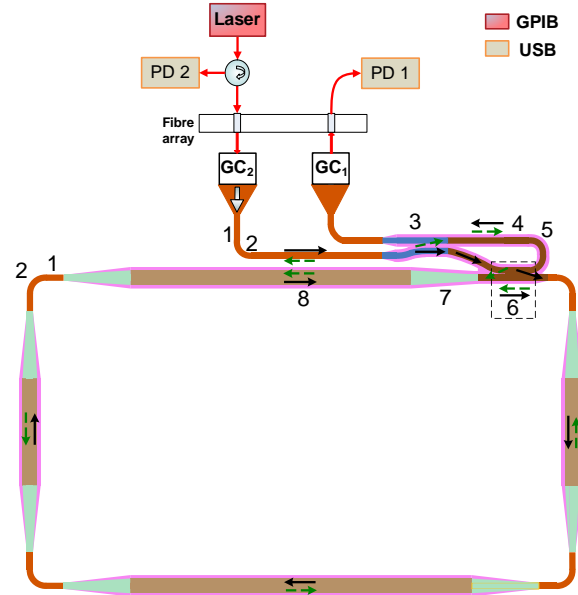 Laser
GPIB
USB
PD 2
PD 1
Fibre
array
GC₂
GC₁
1
2
3
4
5
2
1
8
7
6